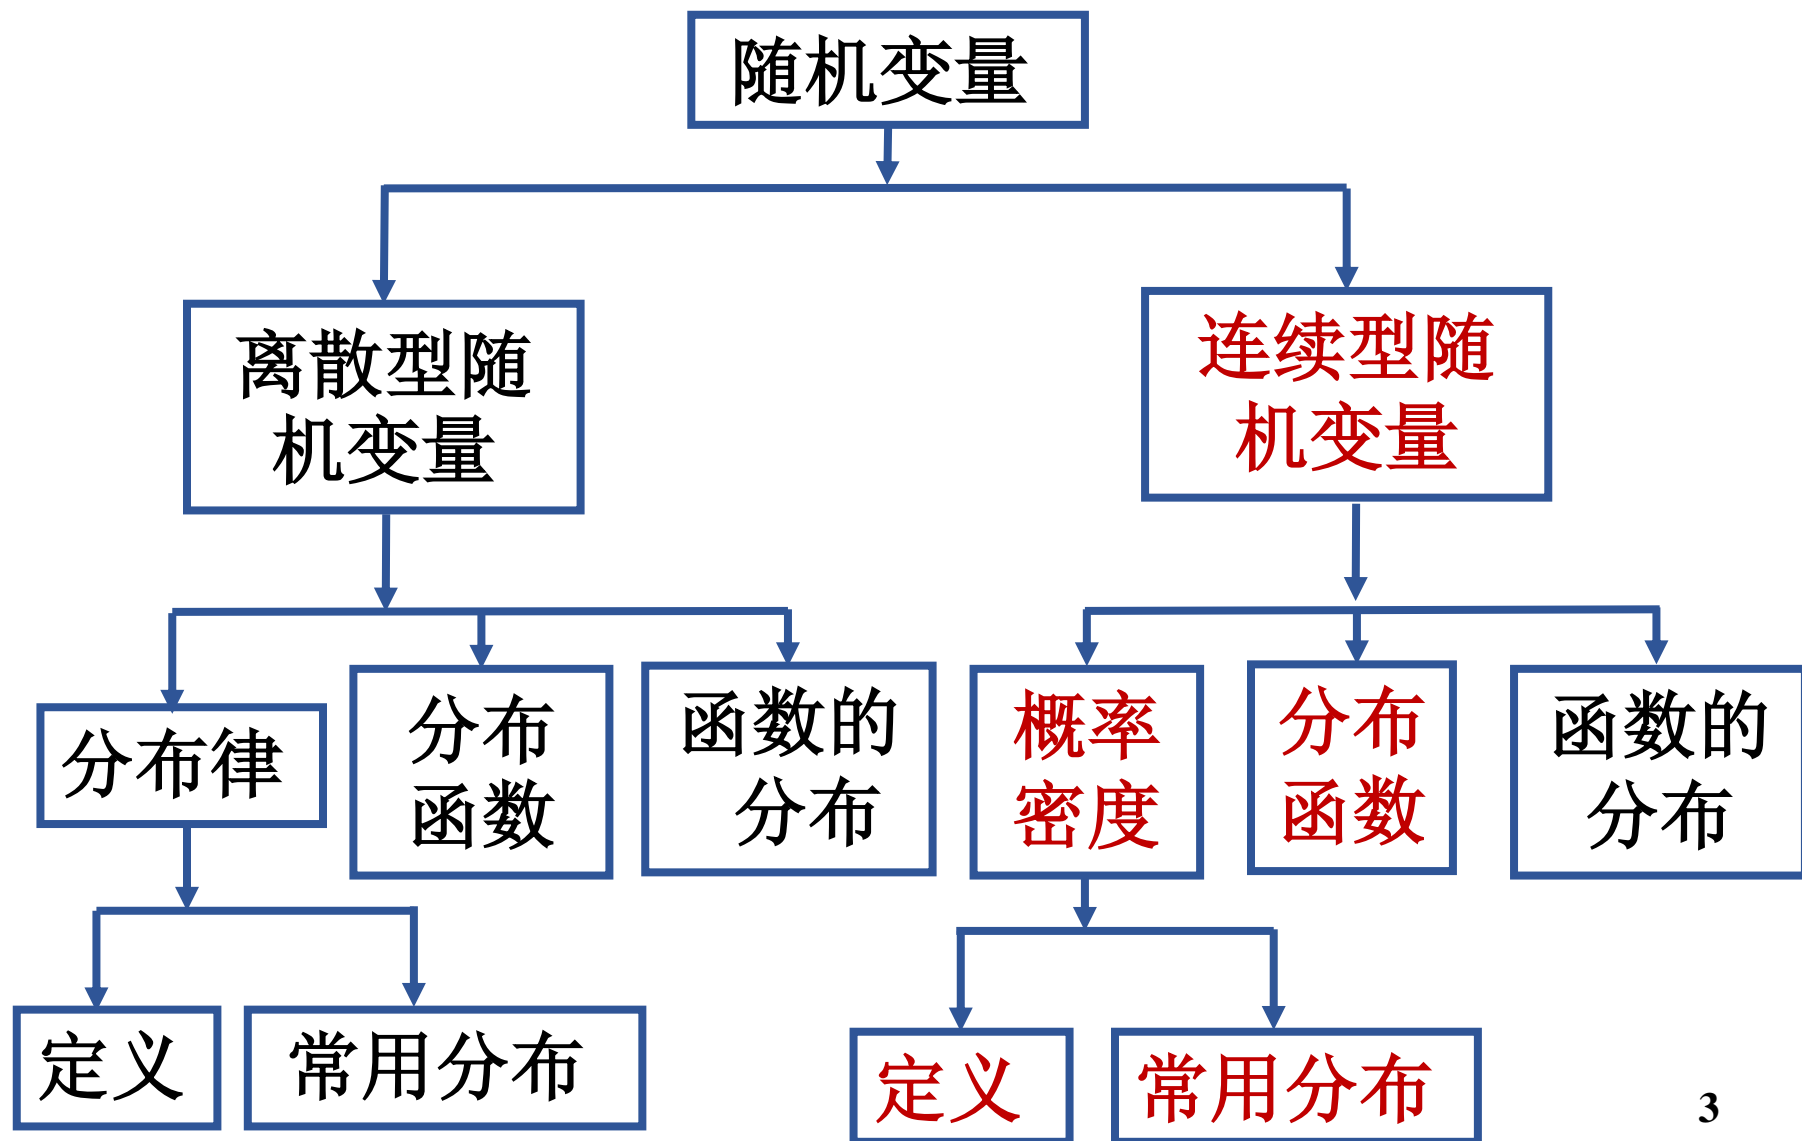 随机变量
离散型随
机变量
连续型随
机变量
分布律
分布
函数
函数的
分布
概率
密度
分布
函数
函数的
分布
定义
常用分布
定义
常用分布
3